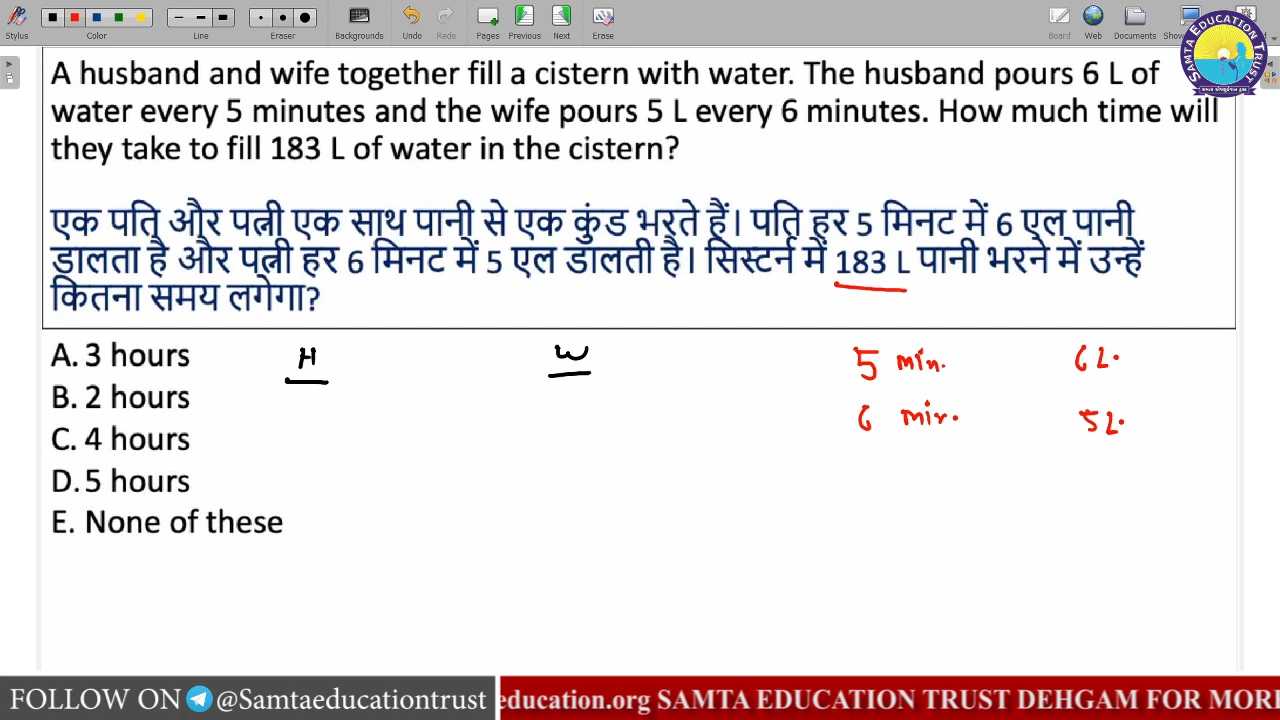 Stylus Color Line Eraser Backgrounds Undo Redo Pages Previous Next Erase Board Web Documents
SAMTA EDUCATION TRUST
A husband and wife together fill a cistern with water. The husband pours 6 L of
water every 5 minutes and the wife pours 5 L every 6 minutes. How much time will
they take to fill 183 L of water in the cistern?
एक पति और पत्नी एक साथ पानी से एक कुंड भरते हैं। पति हर 5 मिनट में 6 एल पानी
डालता है और पत्नी हर 6 मिनट में 5 एल डालती है। सिस्टर्न में 183 L पानी भरने में उन्हें
कितना समय लगेगा?
A. 3 hours H W 5 min. 6L.
B. 2 hours 6 min. 5L.
C. 4 hours
D. 5 hours
E. None of these
FOLLOW ON @Samtaeducationtrust education.org SAMTA EDUCATION TRUST DEHGAM FOR MORE